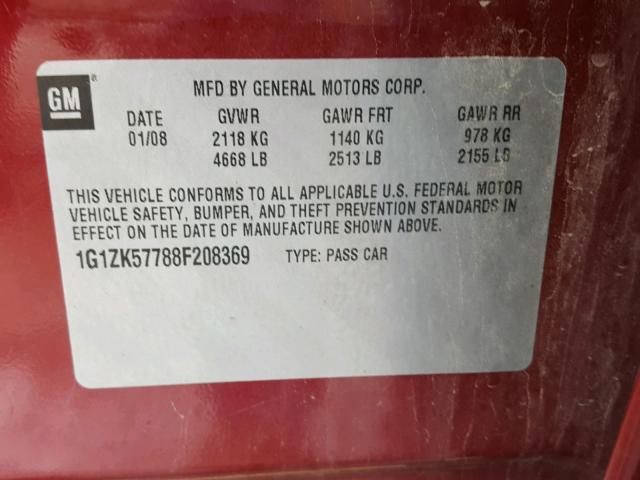 GM®
MFD BY GENERAL MOTORS CORP.
DATE GVWR GAWR FRT GAWR RR
01/08 2118 KG 1140 KG 978 KG
4668 LB 2513 LB 2155 LB
THIS VEHICLE CONFORMS TO ALL APPLICABLE U.S. FEDERAL MOTOR
VEHICLE SAFETY, BUMPER, AND THEFT PREVENTION STANDARDS IN
EFFECT ON THE DATE OF MANUFACTURE SHOWN ABOVE.
1G1ZK57788F208369 TYPE: PASS CAR